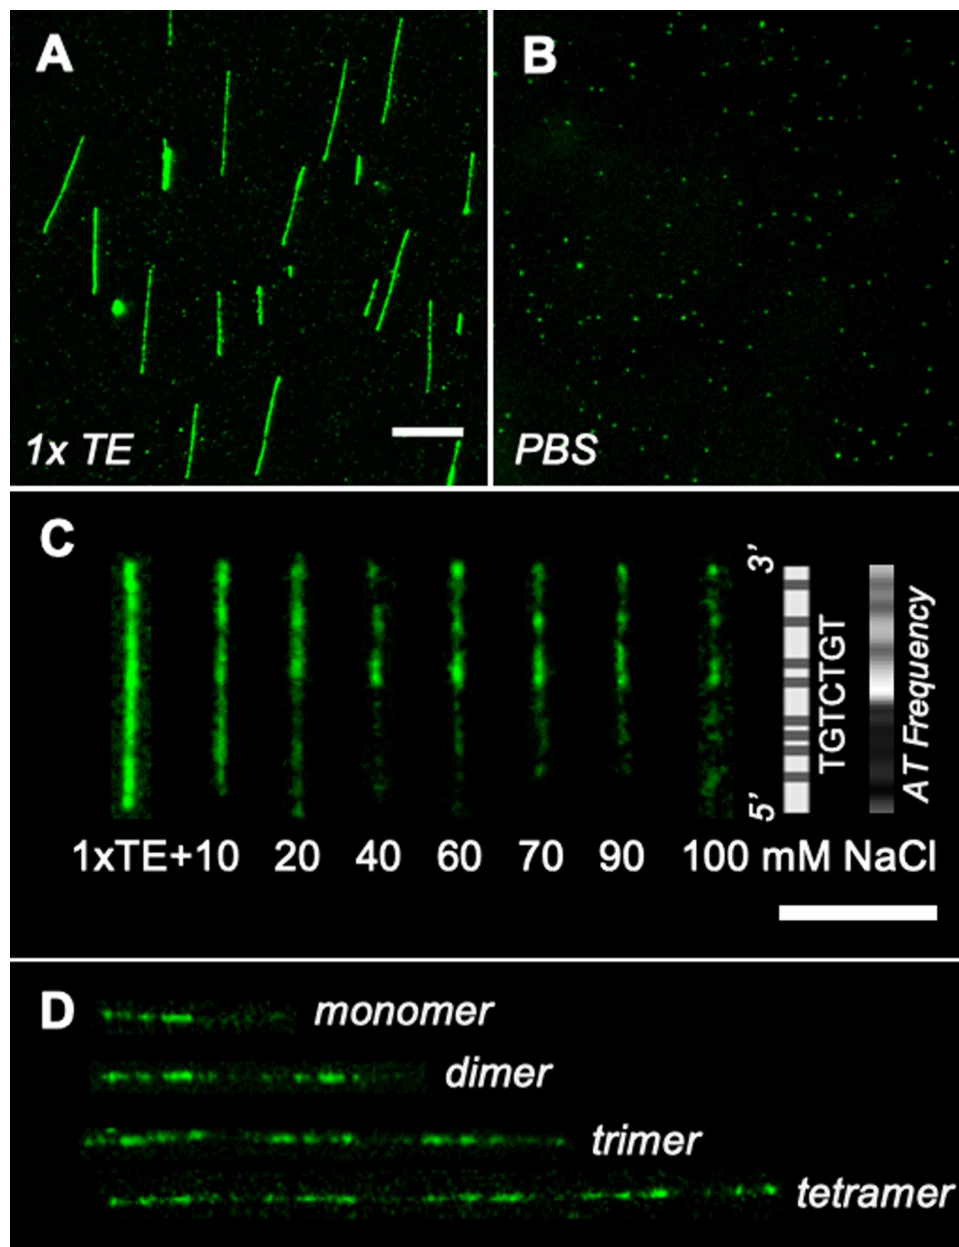 A
B
1x TE
PBS
C
3’
TGTCTGT
AT Frequency
5’
1xTE+10 20 40 60 70 90 100 mM NaCl
D
monomer
dimer
trimer
tetramer